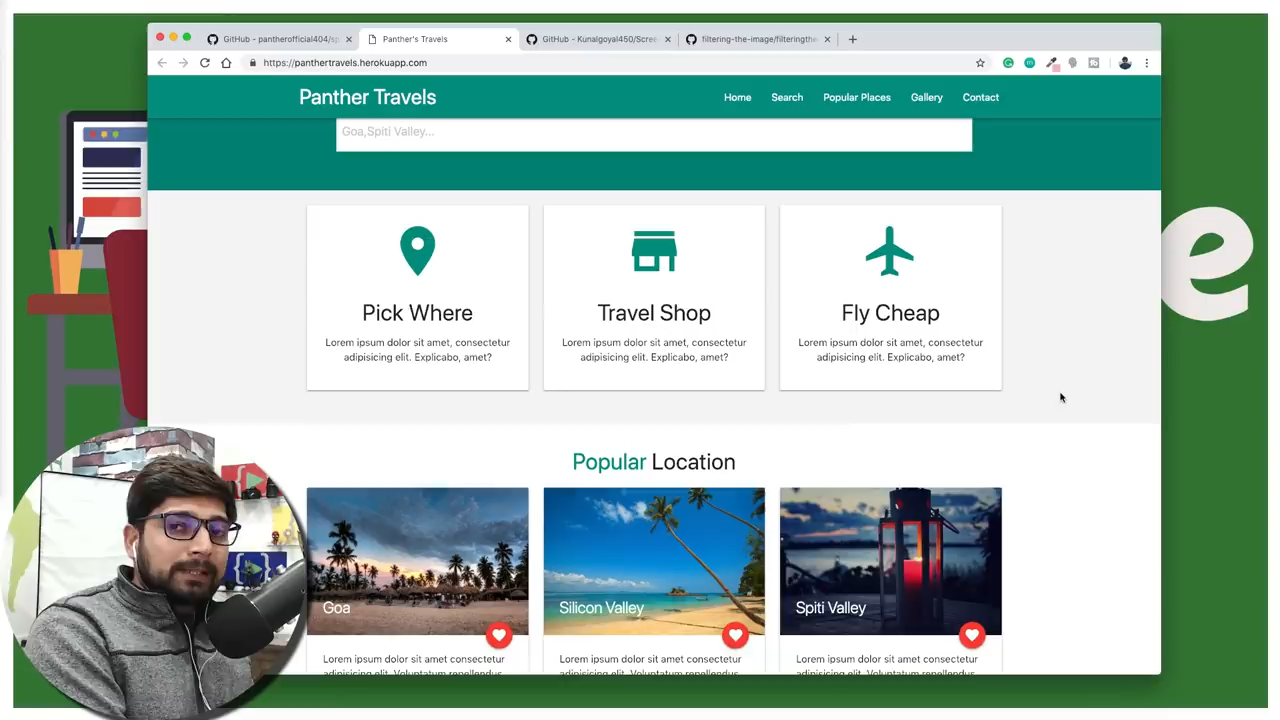 GitHub - pantherofficial404/sp
Panther's Travels
GitHub - Kunalgoyal450/Scree
filtering-the-image/filteringthe
https://panthertravels.herokuapp.com
Panther Travels
Home
Search
Popular Places
Gallery
Contact
Goa,Spiti Valley...
Pick Where
Lorem ipsum dolor sit amet, consectetur
adipisicing elit. Explicabo, amet?
Travel Shop
Lorem ipsum dolor sit amet, consectetur
adipisicing elit. Explicabo, amet?
Fly Cheap
Lorem ipsum dolor sit amet, consectetur
adipisicing elit. Explicabo, amet?
Popular Location
Goa
Silicon Valley
Spiti Valley
Lorem ipsum dolor sit amet consectetur
adipisicing elit. Voluptatum repellendus
Lorem ipsum dolor sit amet consectetur
adipisicing elit. Voluptatum repellendus
Lorem ipsum dolor sit amet consectetur
adipisicing elit. Voluptatum repellendus
e